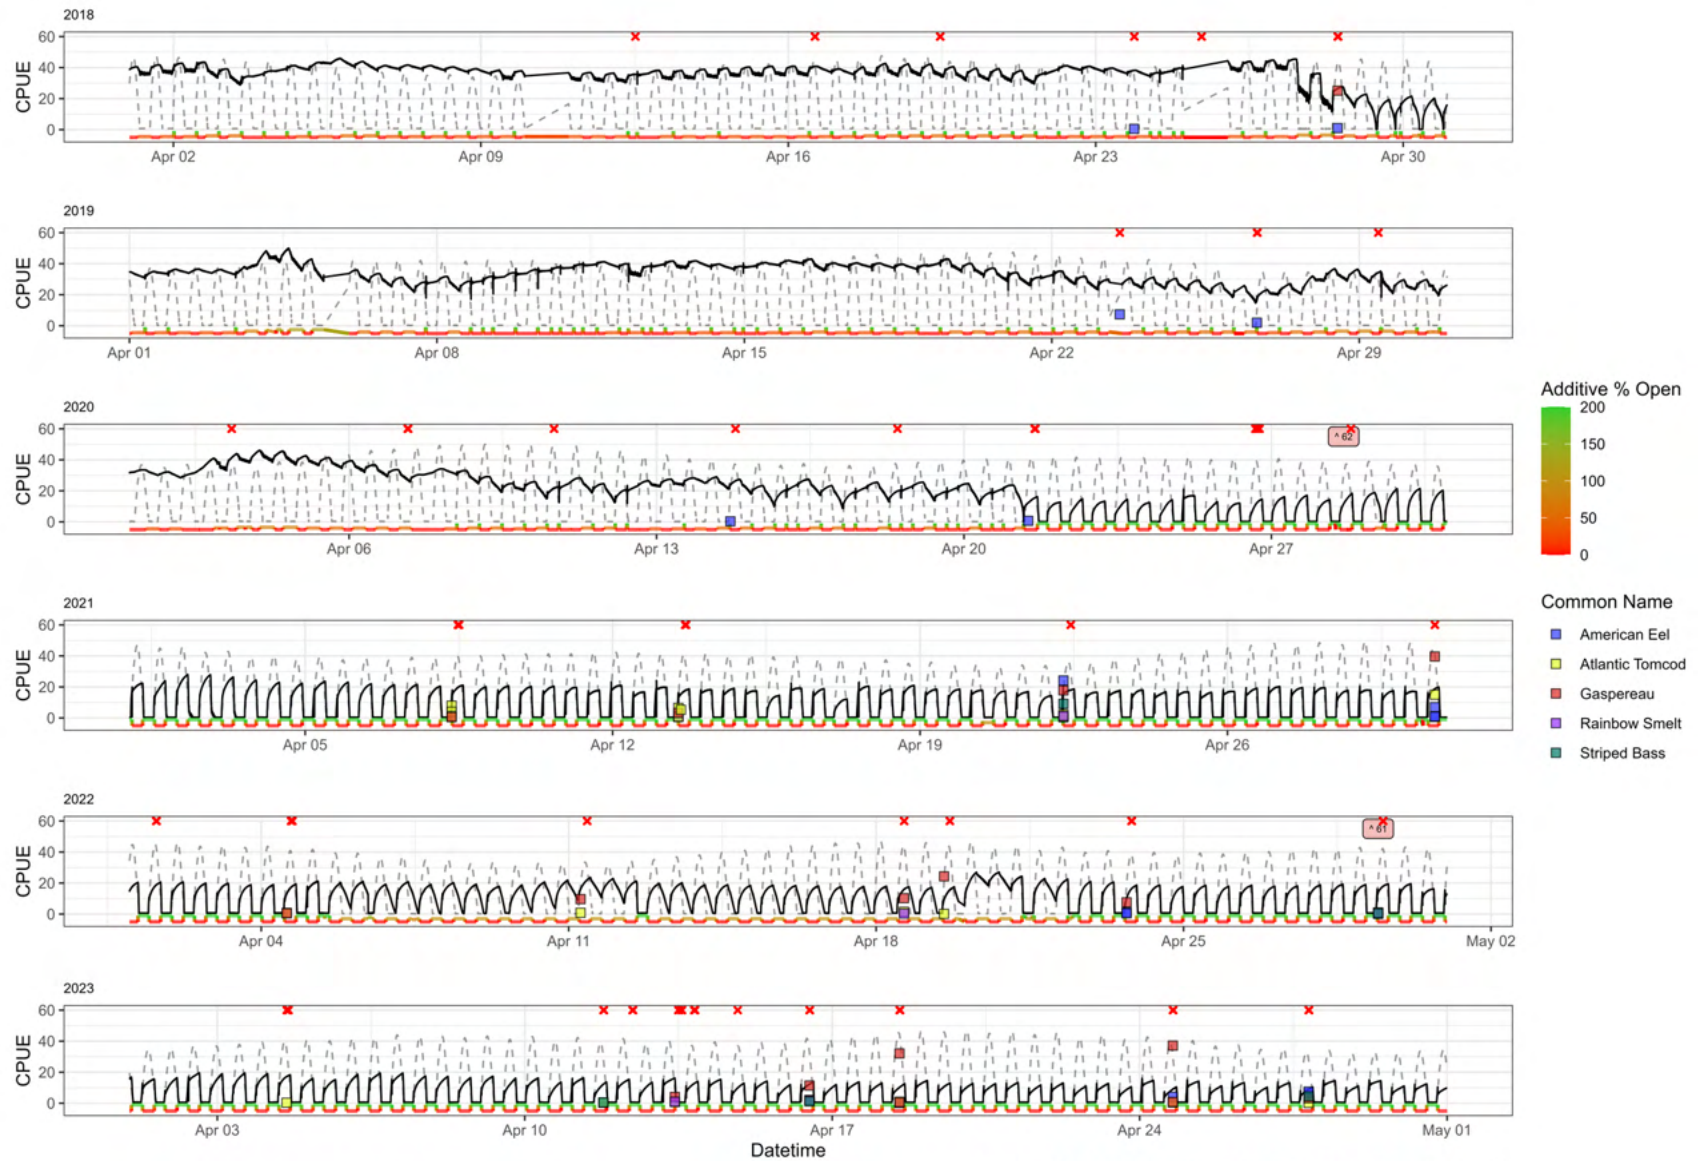 2018
CPUE
60
40
20
0
Apr 02 Apr 09 Apr 16 Apr 23 Apr 30
2019
CPUE
60
40
20
0
Apr 01 Apr 08 Apr 15 Apr 22 Apr 29
2020
CPUE
60
40
20
0
^ 62
Apr 06 Apr 13 Apr 20 Apr 27
Additive % Open
200
150
100
50
0
2021
CPUE
60
40
20
0
Apr 05 Apr 12 Apr 19 Apr 26
Common Name
American Eel
Atlantic Tomcod
Gaspereau
Rainbow Smelt
Striped Bass
2022
CPUE
60
40
20
0
^ 61
Apr 04 Apr 11 Apr 18 Apr 25 May 02
2023
CPUE
60
40
20
0
Apr 03 Apr 10 Apr 17 Apr 24 May 01
Datetime